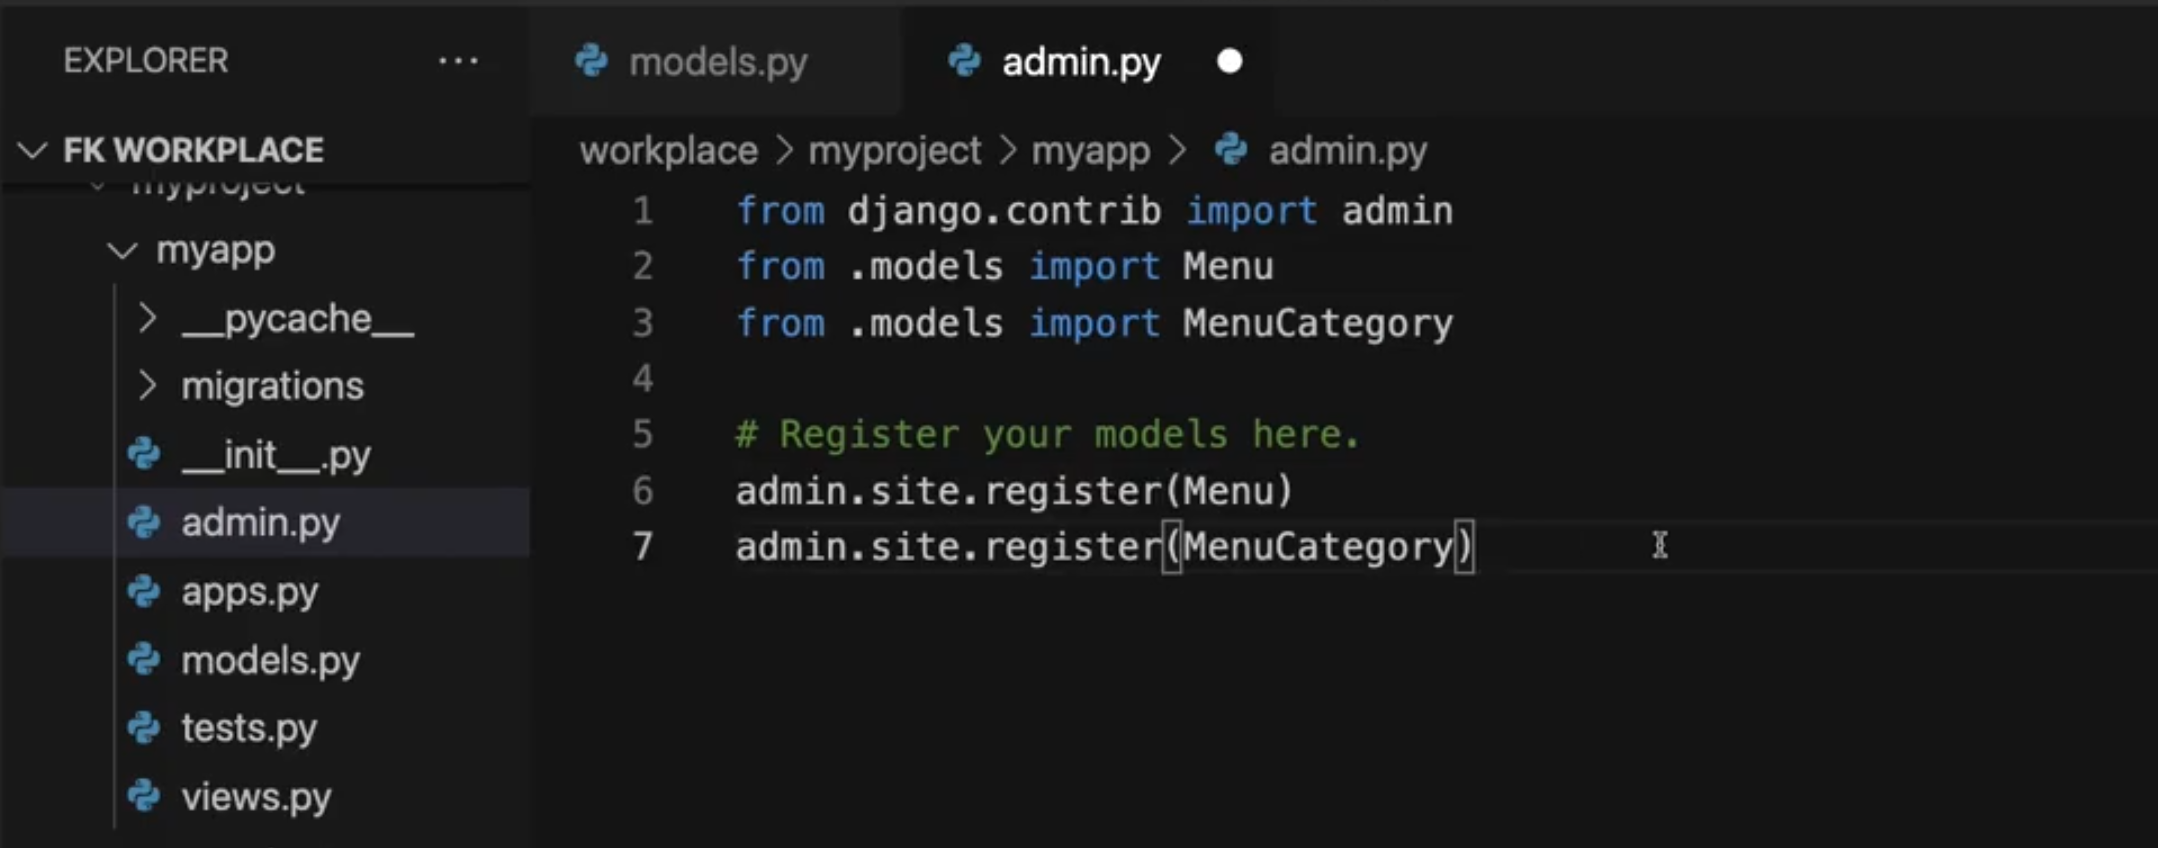 EXPLORER ...
FK WORKPLACE
myproject
myapp
__pycache__
migrations
__init__.py
admin.py
apps.py
models.py
tests.py
views.py
models.py
admin.py
workplace > myproject > myapp > admin.py
1 from django.contrib import admin
2 from .models import Menu
3 from .models import MenuCategory
4
5 # Register your models here.
6 admin.site.register(Menu)
7 admin.site.register(MenuCategory)